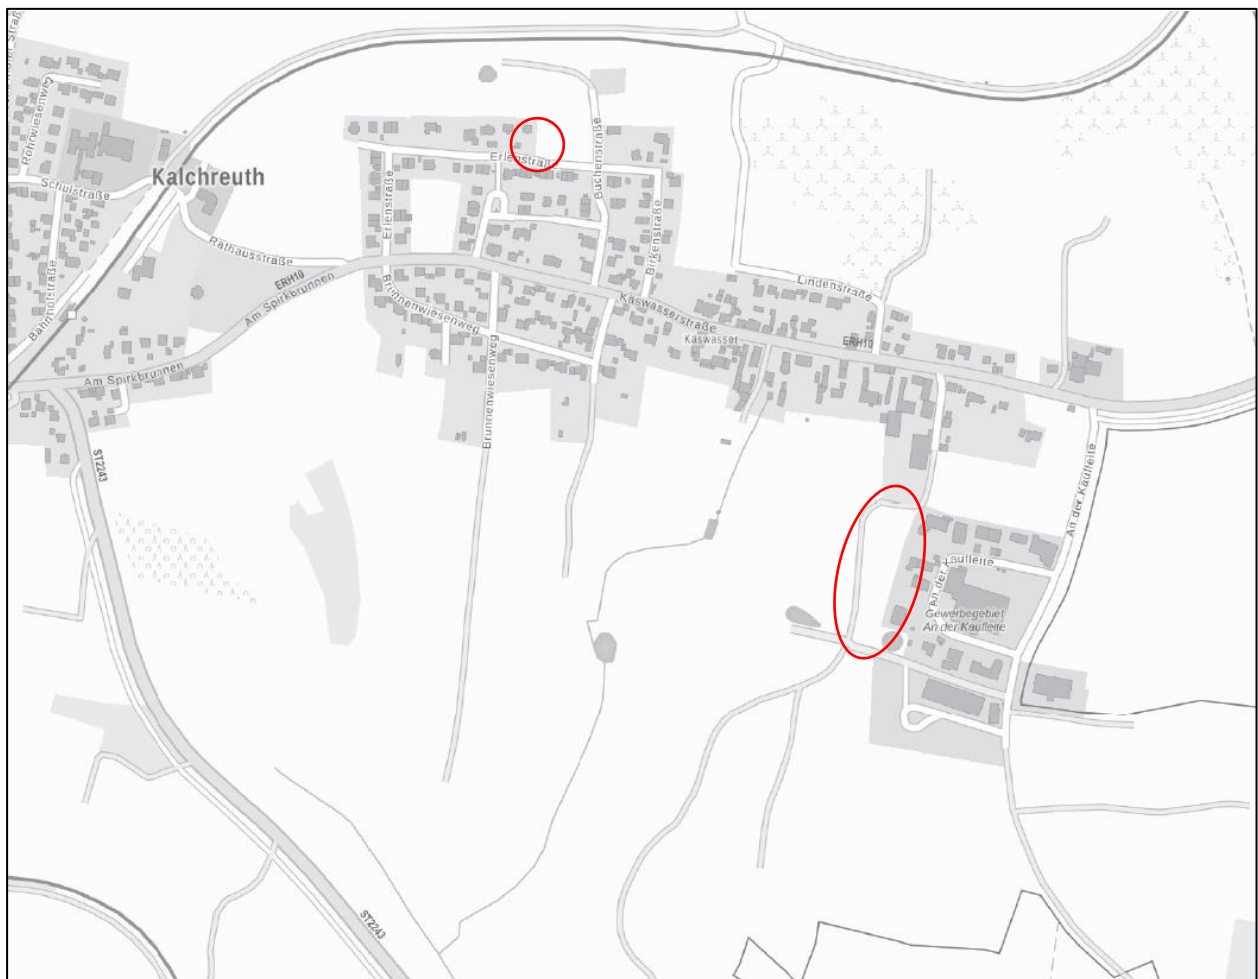 Röhrwiesenweg
Schulstraße
Kalchreuth
Rathausstraße
Bahnhofstraße
Am Spirkbrunnen
ERH10
Am Spirkbrunnen
Erlenstraße
Erlenstraße
Buchenstraße
Birkenstraße
Brunnenwiesenweg
Brunnenwiesenweg
Käswasserstraße
Käswasser
Lindenstraße
ERH10
An der Kaufleite
An der Kaufleite
An der Kaufleite
Gewerbegebiet
An der Kaufleite
ST2243
ST2243